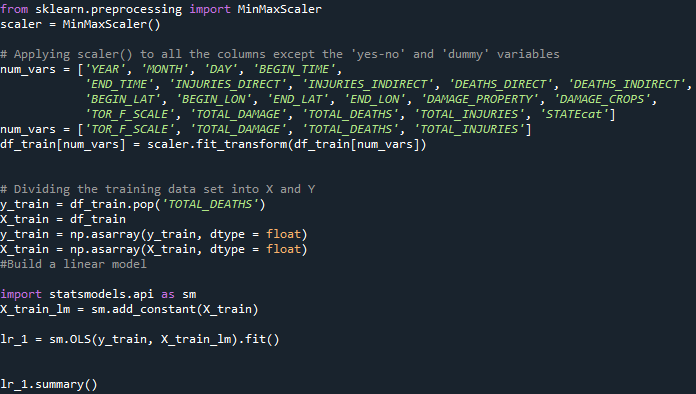 from sklearn.preprocessing import MinMaxScaler
scaler = MinMaxScaler()
# Applying scaler() to all the columns except the 'yes-no' and 'dummy' variables
num_vars = ['YEAR', 'MONTH', 'DAY', 'BEGIN_TIME',
'END_TIME', 'INJURIES_DIRECT', 'INJURIES_INDIRECT', 'DEATHS_DIRECT', 'DEATHS_INDIRECT',
'BEGIN_LAT', 'BEGIN_LON', 'END_LAT', 'END_LON', 'DAMAGE_PROPERTY', 'DAMAGE_CROPS',
'TOR_F_SCALE', 'TOTAL_DAMAGE', 'TOTAL_DEATHS', 'TOTAL_INJURIES', 'STATEcat']
num_vars = ['TOR_F_SCALE', 'TOTAL_DAMAGE', 'TOTAL_DEATHS', 'TOTAL_INJURIES']
df_train[num_vars] = scaler.fit_transform(df_train[num_vars])
# Dividing the training data set into X and Y
y_train = df_train.pop('TOTAL_DEATHS')
X_train = df_train
y_train = np.asarray(y_train, dtype = float)
X_train = np.asarray(X_train, dtype = float)
#Build a linear model
import statsmodels.api as sm
X_train_lm = sm.add_constant(X_train)
lr_1 = sm.OLS(y_train, X_train_lm).fit()
lr_1.summary()